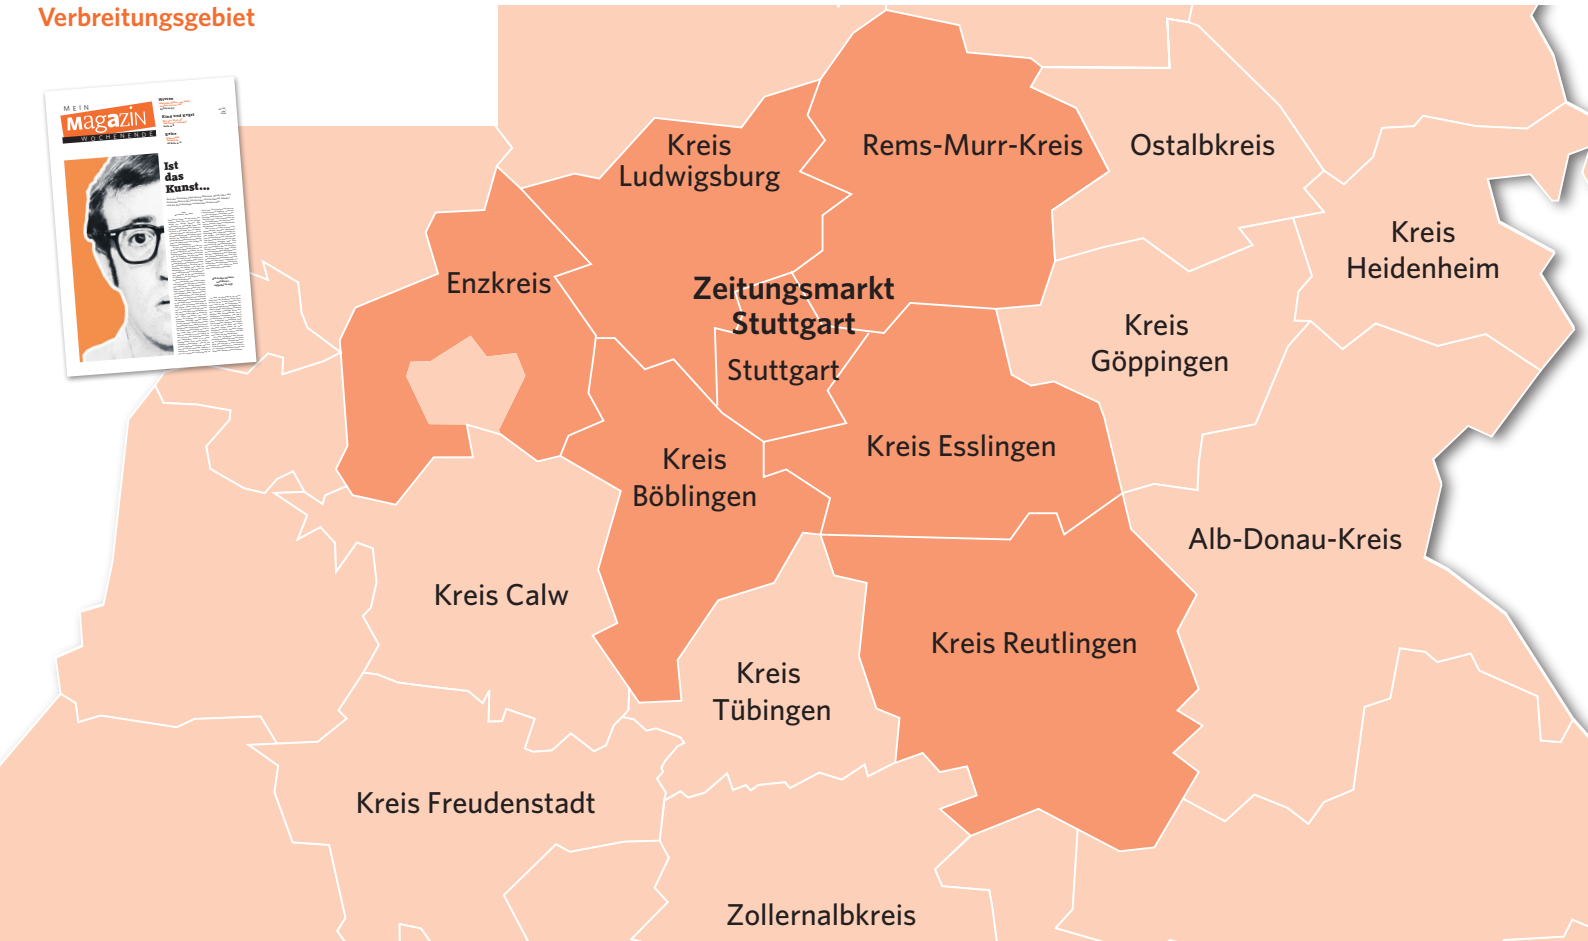 Verbreitungsgebiet
MEIN
Magazin
WOCHENENDE
Ist
das
Kunst...
Kreis
Ludwigsburg
Rems-Murr-Kreis
Ostalbkreis
Kreis
Heidenheim
Enzkreis
Zeitungsmarkt
Stuttgart
Stuttgart
Kreis
Göppingen
Kreis Esslingen
Kreis
Böblingen
Alb-Donau-Kreis
Kreis Calw
Kreis Reutlingen
Kreis
Tübingen
Kreis Freudenstadt
Zollernalbkreis